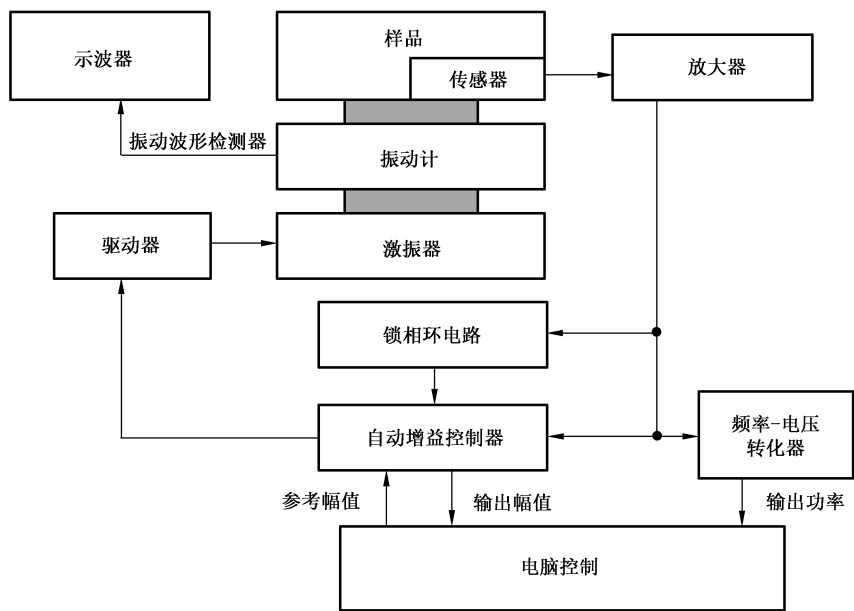 示波器
样品
传感器
放大器
振动波形检测器
振动计
驱动器
激振器
锁相环电路
自动增益控制器
频率-电压
转化器
参考幅值
输出幅值
输出功率
电脑控制